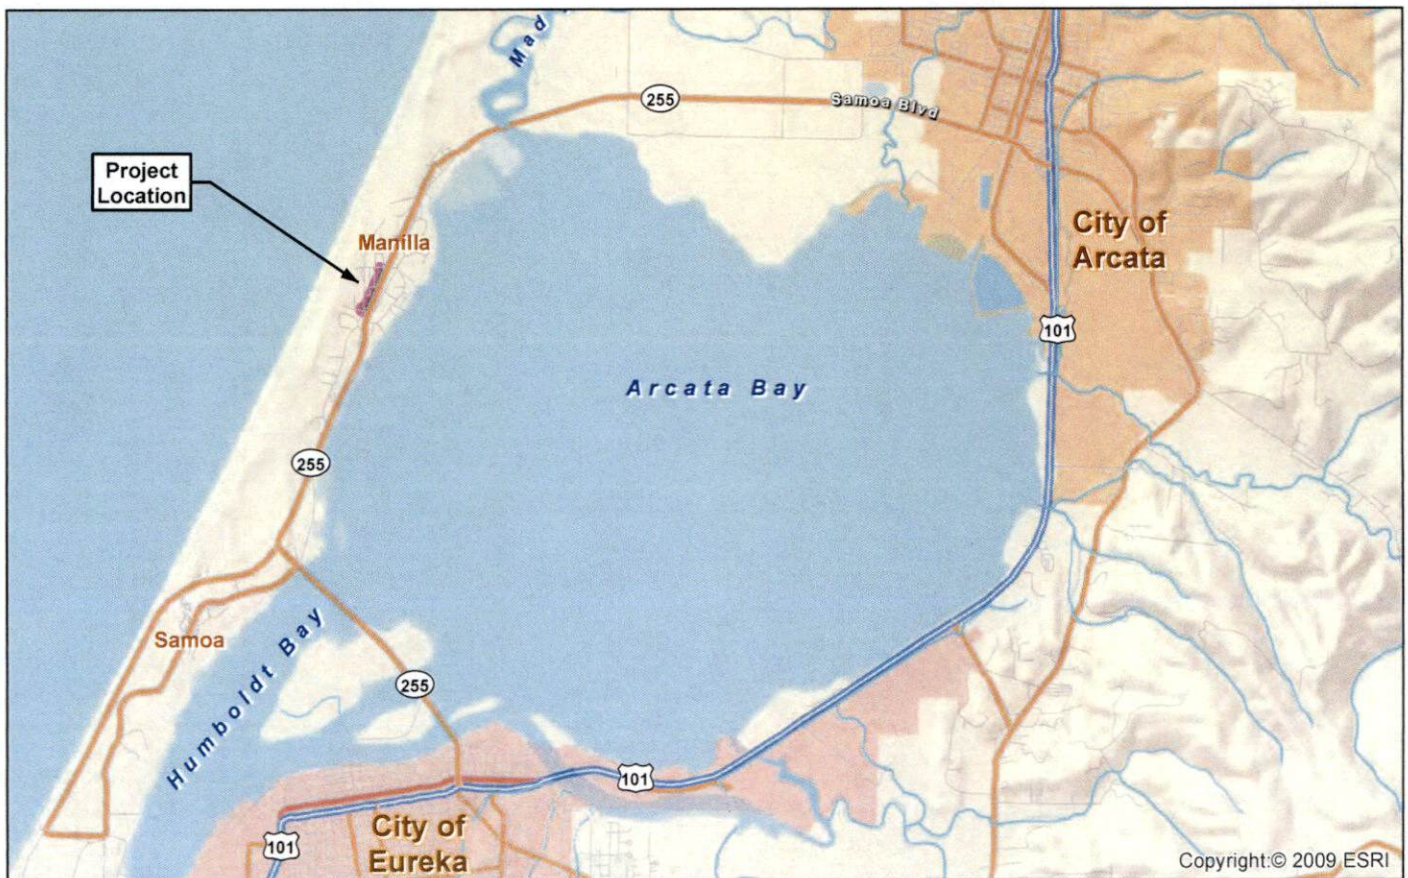 Mad
255
Samoa Blvd
Project
Location
Manilla
City of
Arcata
101
Arcata Bay
255
Samoa
Humboldt Bay
255
101
City of
Eureka
101
Copyright:© 2009 ESRI